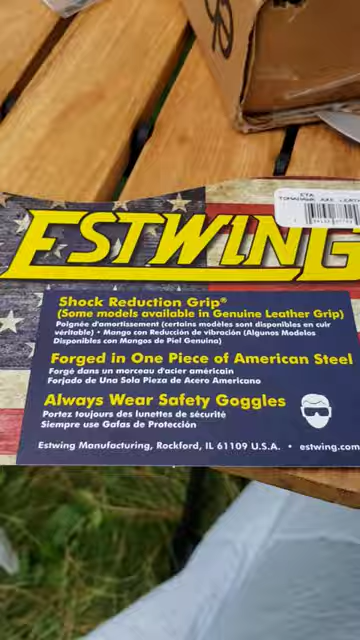 ETA
TOMAHAWK AXE LEATH
ESTWING
Shock Reduction Grip®
(Some models available in Genuine Leather Grip)
Poignée d'amortissement (certains modèles sont disponibles en cuir
véritable) • Mango con Reducción de vibración (Algunos Modelos
Disponibles con Mangos de Piel Genuina)
Forged in One Piece of American Steel
Forgé dans un morceau d'acier américain
Forjado de Una Sola Pieza de Acero Americano
Always Wear Safety Goggles
Portez toujours des lunettes de sécurité
Siempre use Gafas de Protección
Estwing Manufacturing, Rockford, IL 61109 U.S.A. • estwing.com